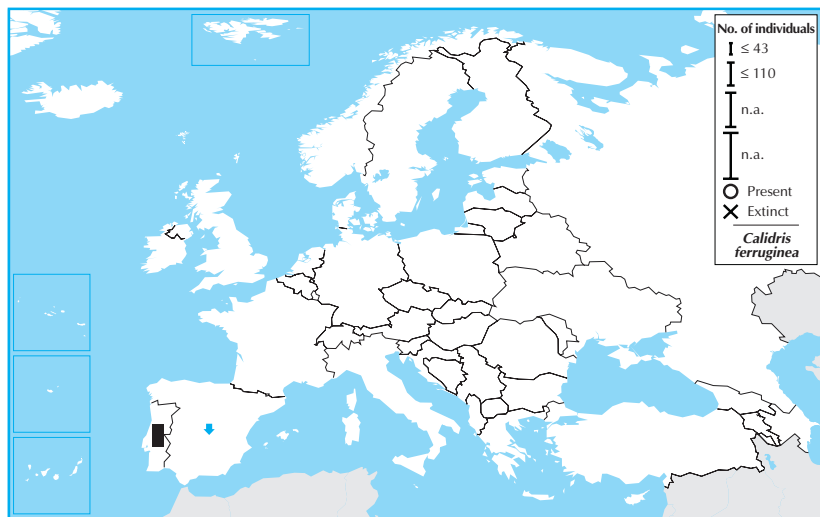 No. of individuals
≤ 43
≤ 110
n.a.
n.a.
Present
Extinct
Calidris
ferruginea